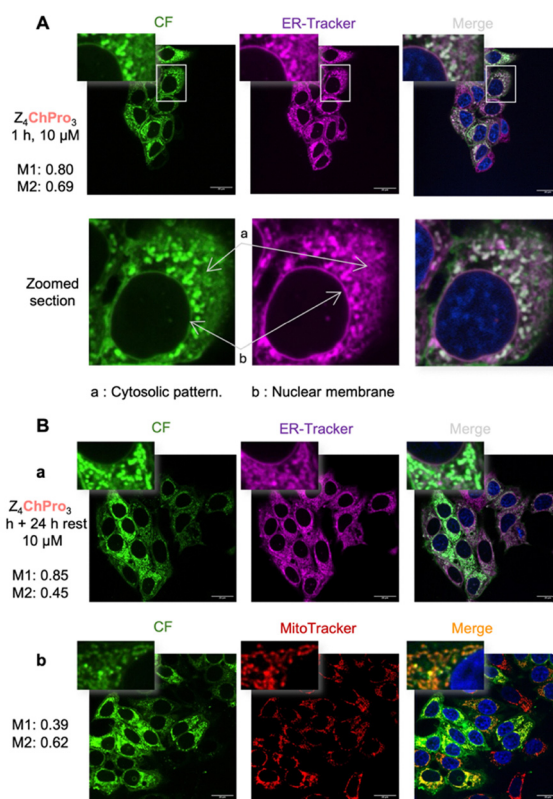 A
CF
ER-Tracker
Merge
Z4ChPro3
1 h, 10 µM
M1: 0.80
M2: 0.69
Zoomed
section
a
b
a : Cytosolic pattern.
b : Nuclear membrane
B
CF
ER-Tracker
Merge
a
Z4ChPro3
h + 24 h rest
10 µM
M1: 0.85
M2: 0.45
CF
MitoTracker
Merge
b
M1: 0.39
M2: 0.62